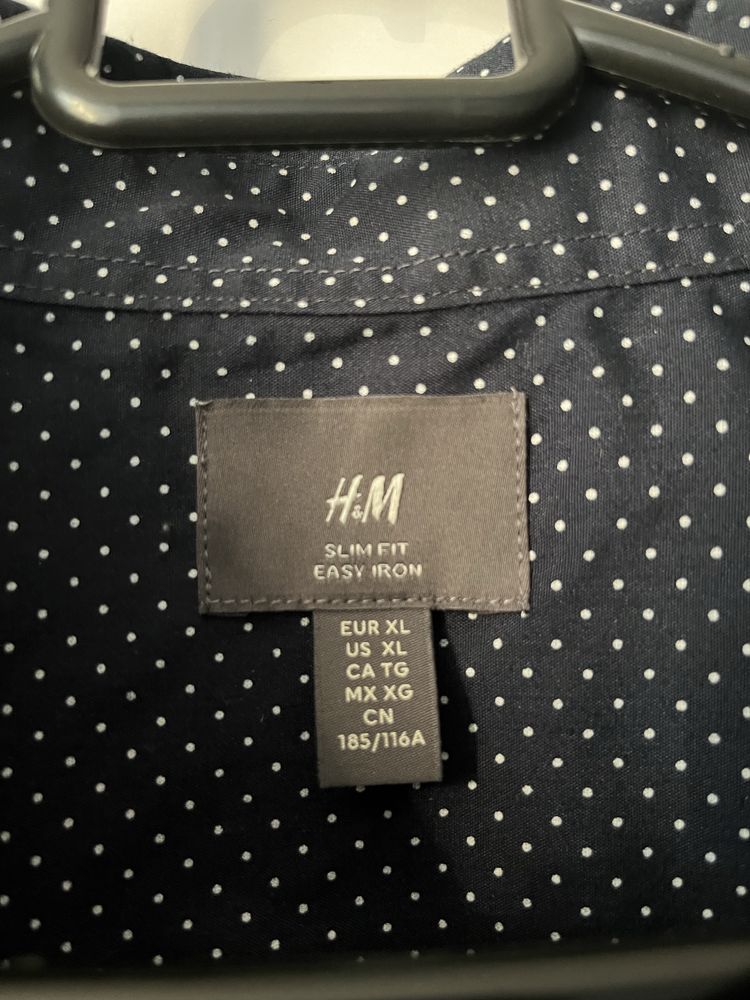 H&M
SLIM FIT
EASY IRON
EUR XL
US XL
CA TG
MX XG
CN
185/116A